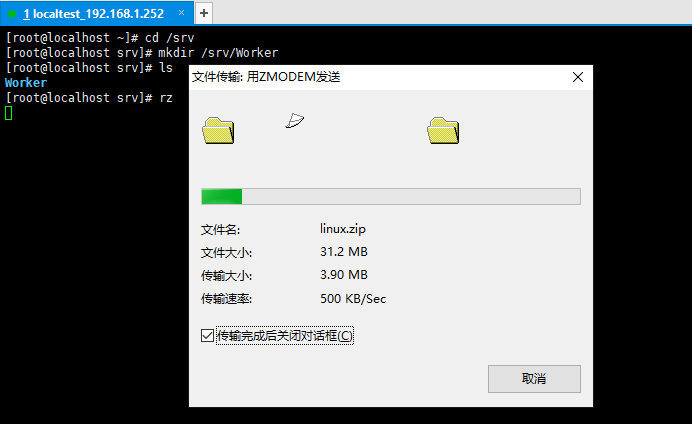 1 localtest_192.168.1.252 × +
[root@localhost ~]# cd /srv
[root@localhost srv]# mkdir /srv/Worker
[root@localhost srv]# ls
Worker
[root@localhost srv]# rz
文件传输: 用ZMODEM发送
文件名: linux.zip
文件大小: 31.2 MB
传输大小: 3.90 MB
传输速率: 500 KB/Sec
传输完成后关闭对话框(C)
取消